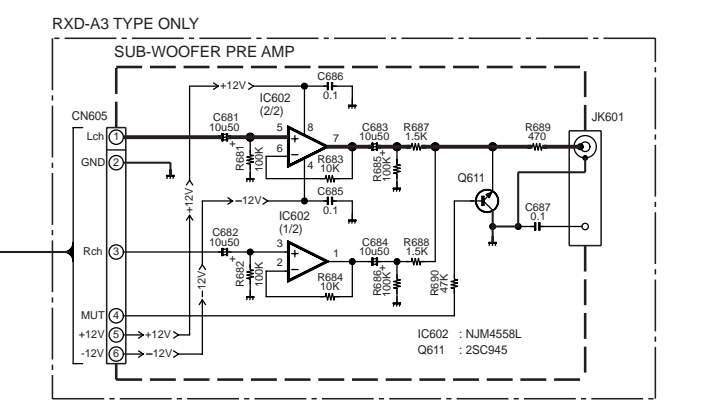 RXD-A3 TYPE ONLY
SUB-WOOFER PRE AMP
+12V
C686
0.1
CN605
IC602
(2/2)
JK601
Lch
1
C681
10u50
+
5
+
8
7
C683
10u50
+
R687
1.5K
R689
470
6
−
4
GND
2
R681
100K
R683
10K
R685
100K
Q611
+12V
−12V
C685
0.1
C687
0.1
IC602
(1/2)
Rch
3
C682
10u50
+
3
+
1
C684
10u50
+
R688
1.5K
2
−
−12V
R682
100K
R684
10K
R686
100K
R690
47K
MUT
4
+12V
5
+12V
-12V
6
−12V
IC602 : NJM4558L
Q611 : 2SC945